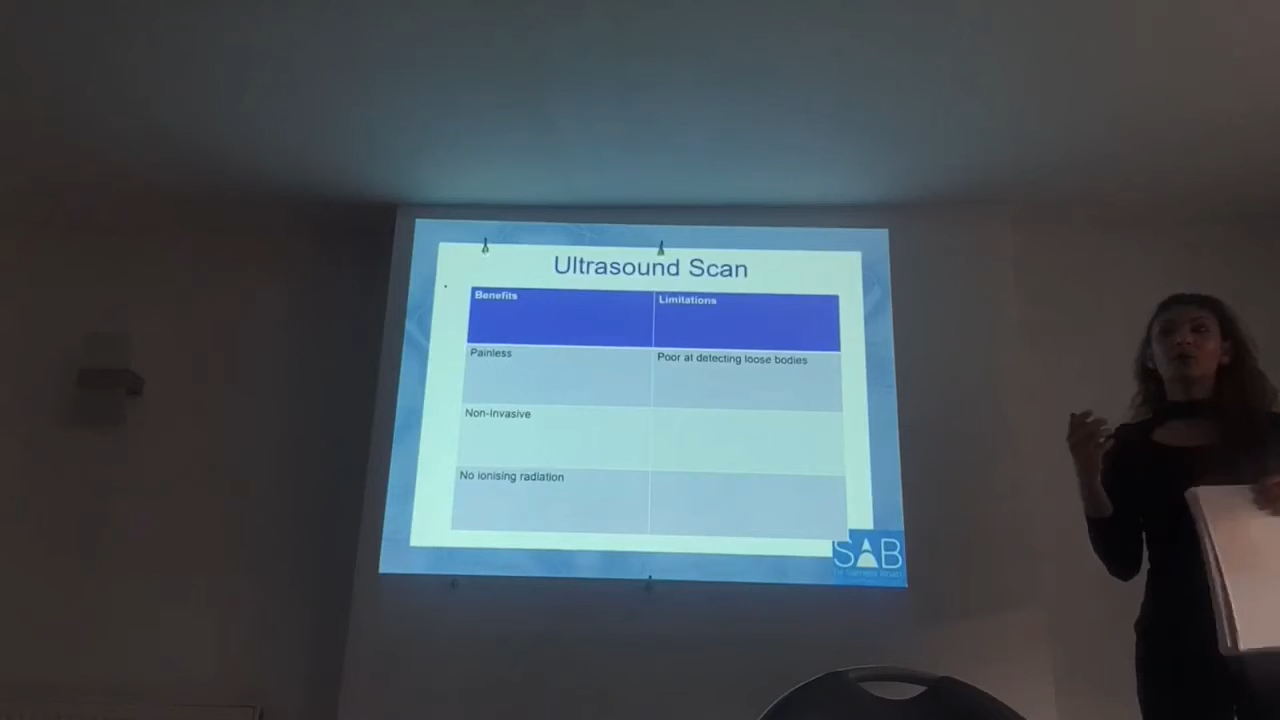 Ultrasound Scan
Benefits
Limitations
Painless
Poor at detecting loose bodies
Non-Invasive
No ionising radiation
SAB